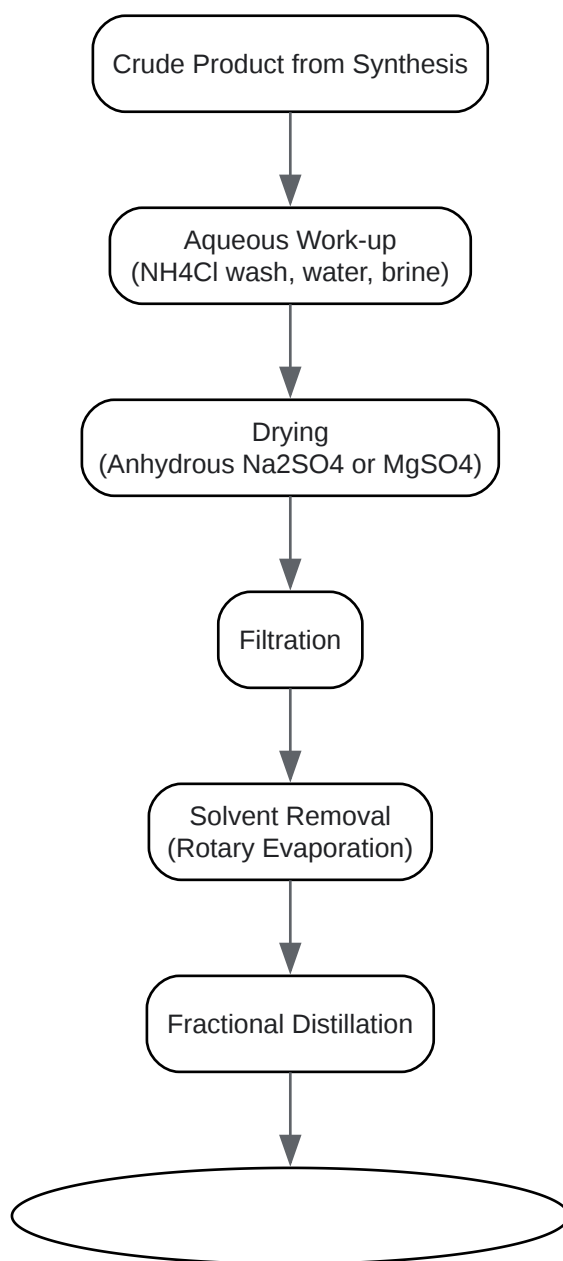 Crude Product from Synthesis
Aqueous Work-up
(NH4Cl wash, water, brine)
Drying
(Anhydrous Na2SO4 or MgSO4)
Filtration
Solvent Removal
(Rotary Evaporation)
Fractional Distillation